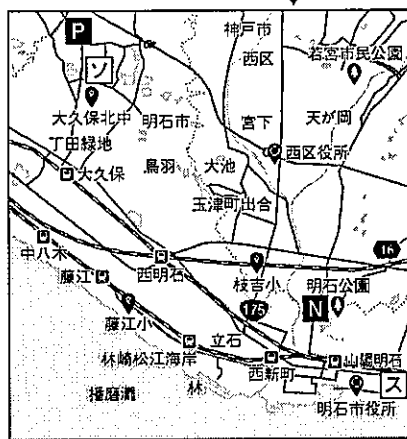 P
神戸市
西区
若宮市民公園
ソ
大久保北中
明石市
宮下
天が岡
丁田緑地
鳥羽
大池
西区役所
大久保
玉津町出合
中八木
西明石
枝吉小
16
明石公園
藤江
175
N
藤江小
立石
林崎松江海岸
西新町
山陽明石
播磨灘
林
明石市役所
ス